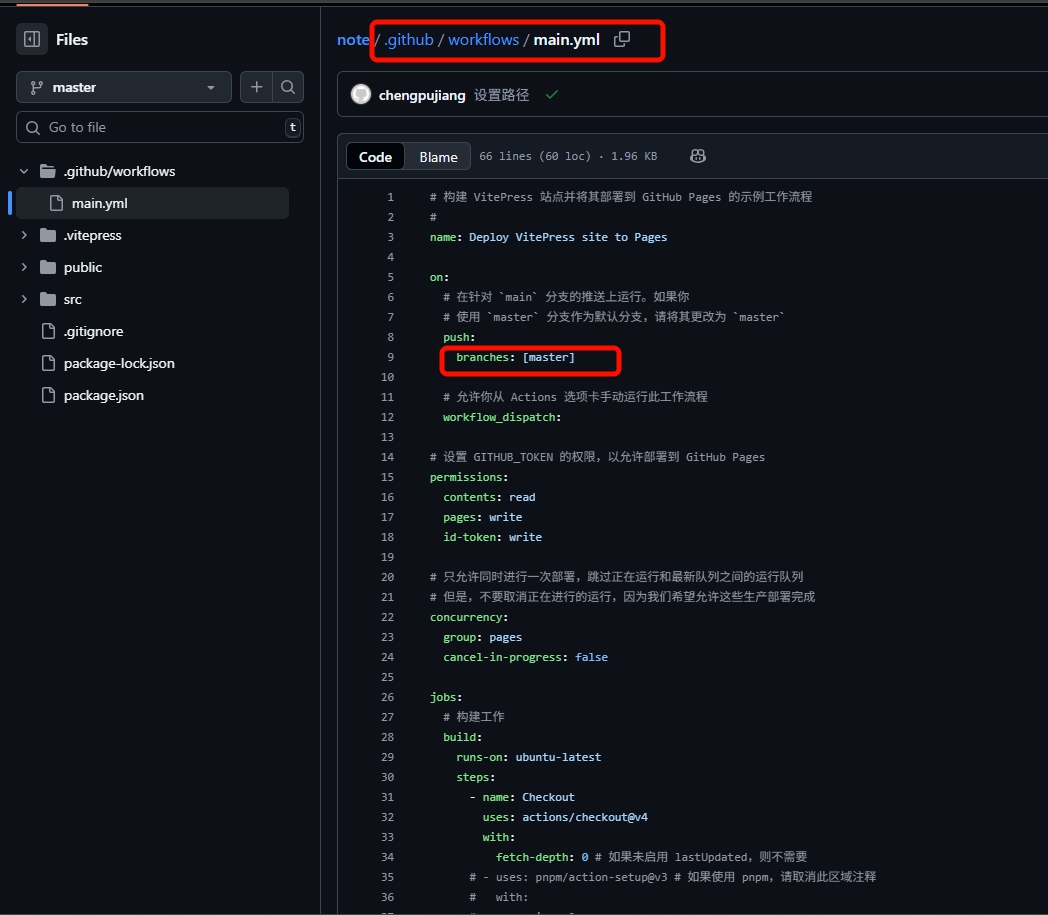 Files
master
Go to file
t
.github/workflows
main.yml
.vitepress
public
src
.gitignore
package-lock.json
package.json
note/.github/workflows/main.yml
chengpujiang 设置路径
Code Blame 66 lines (60 loc) · 1.96 KB
1 # 构建 VitePress 站点并将其部署到 GitHub Pages 的示例工作流程
2 #
3 name: Deploy VitePress site to Pages
4
5 on:
6 # 在针对 `main` 分支的推送上运行。如果你
7 # 使用 `master` 分支作为默认分支，请将其更改为 `master`
8 push:
9 branches: [master]
10
11 # 允许你从 Actions 选项卡手动运行此工作流程
12 workflow_dispatch:
13
14 # 设置 GITHUB_TOKEN 的权限，以允许部署到 GitHub Pages
15 permissions:
16 contents: read
17 pages: write
18 id-token: write
19
20 # 只允许同时进行一次部署，跳过正在运行和最新队列之间的运行队列
21 # 但是，不要取消正在进行的运行，因为我们希望允许这些生产部署完成
22 concurrency:
23 group: pages
24 cancel-in-progress: false
25
26 jobs:
27 # 构建工作
28 build:
29 runs-on: ubuntu-latest
30 steps:
31 - name: Checkout
32 uses: actions/checkout@v4
33 with:
34 fetch-depth: 0 # 如果未启用 lastUpdated，则不需要
35 # - uses: pnpm/action-setup@v3 # 如果使用 pnpm，请取消此区域注释
36 # with: